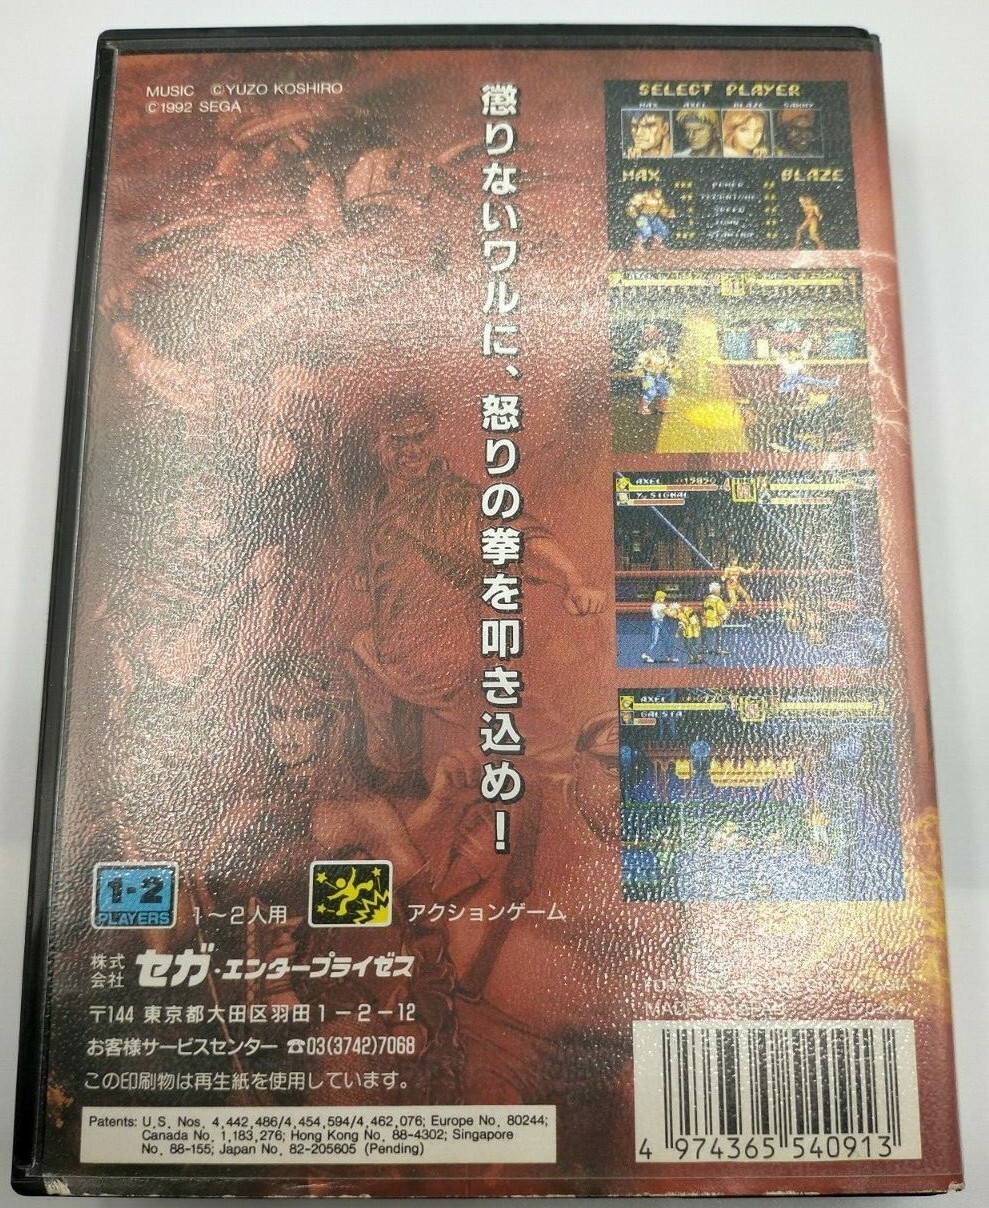 MUSIC ©YUZO KOSHIRO
©1992 SEGA
懲りないワルに、怒りの拳を叩き込め!
SELECT PLAYER
MAX AXEL BLAZE SAMMY
MAX BLAZE
POWER
AXEL
AXEL
Y. SIGNAL
AXEL
GALSIA
1-2
PLAYERS
1〜2人用
アクションゲーム
株式会社 セガ・エンタープライゼス
〒144 東京都大田区羽田1-2-12
お客様サービスセンター ☎03(3742)7068
この印刷物は再生紙を使用しています。
Patents: U.S. Nos. 4,442,486/4,454,594/4,462,076; Europe No. 80244;
Canada No. 1,183,276; Hong Kong No. 88-4302; Singapore
No. 88-155; Japan No. 82-205605 (Pending)
MADE IN JAPAN
4 974365 540913